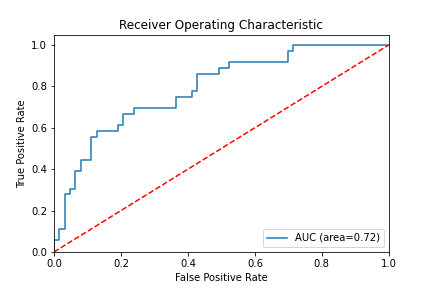 Receiver Operating Characteristic
1.0
0.8
0.6
0.4
0.2
0.0
True Positive Rate
AUC (area=0.72)
0.0 0.2 0.4 0.6 0.8 1.0
False Positive Rate